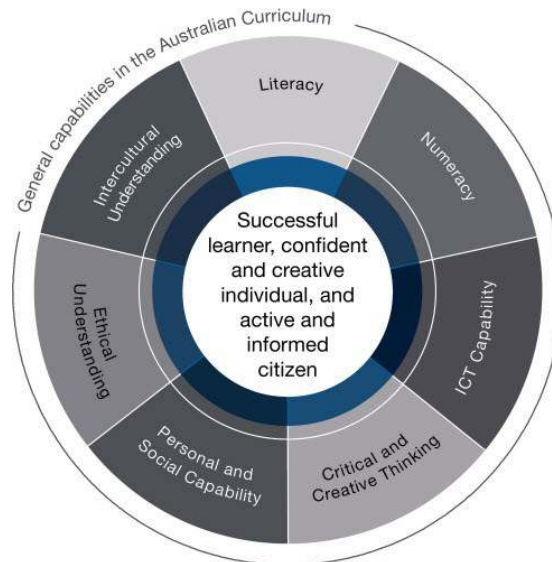 General capabilities in the Australian Curriculum
Literacy
Numeracy
ICT Capability
Critical and
Creative Thinking
Personal and
Social Capability
Ethical
Understanding
Intercultural
Understanding
Successful
learner, confident
and creative
individual, and
active and
informed
citizen